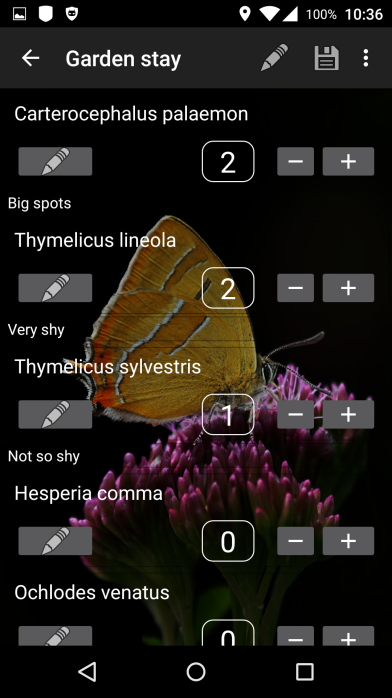 100% 10:36
Garden stay
Carterocephalus palaemon
2 − +
Big spots
Thymelicus lineola
2 − +
Very shy
Thymelicus sylvestris
1 − +
Not so shy
Hesperia comma
0 − +
Ochlodes venatus
0 − +